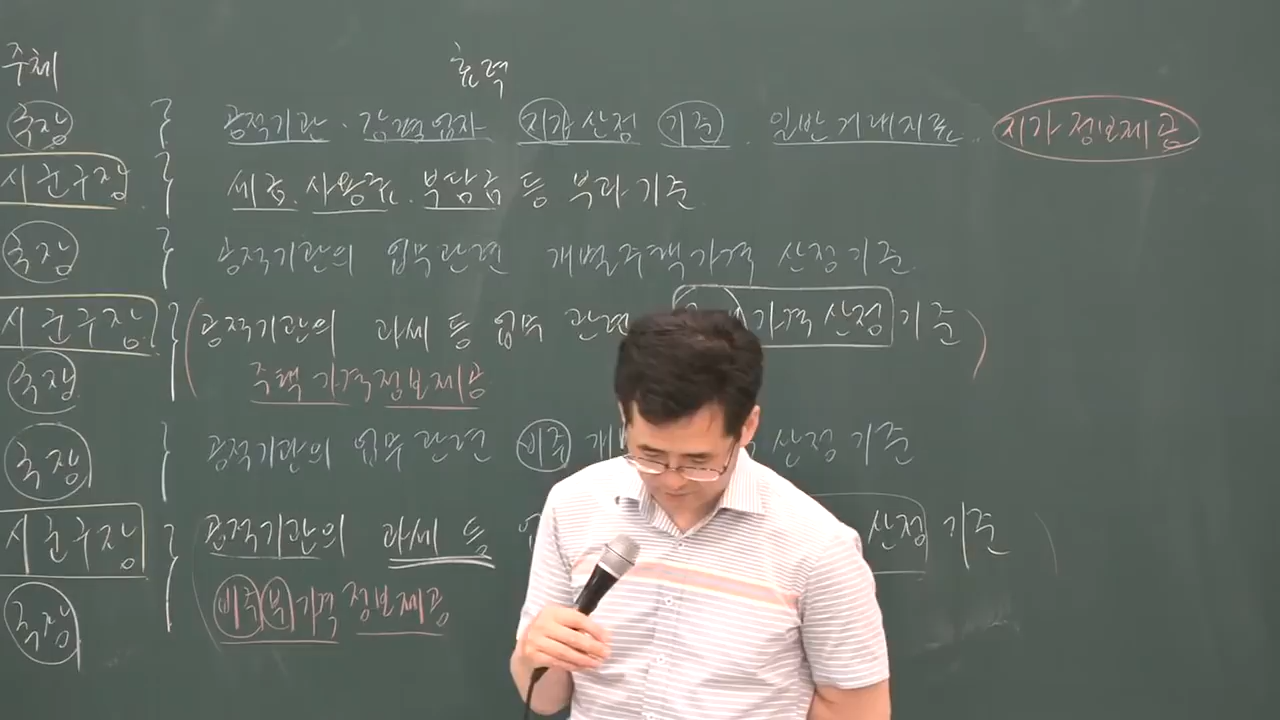 주체 효력
국장 공적기관·감정업자 지가산정 기준. 일반거래지표.. 지가정보제공
시군구장 세금. 사용료. 부담금 등 부과기준
국장 공적기관의 업무관련 개별주택가격 산정기준.
시군구장 공적기관의 과세 등 업무 관련 가격산정 기준
국장 주택가격정보제공
국장 공적기관의 업무관련 비주 산정기준
시군구장 공적기관의 과세 등 산정 기준
국장 비주부가격 정보제공